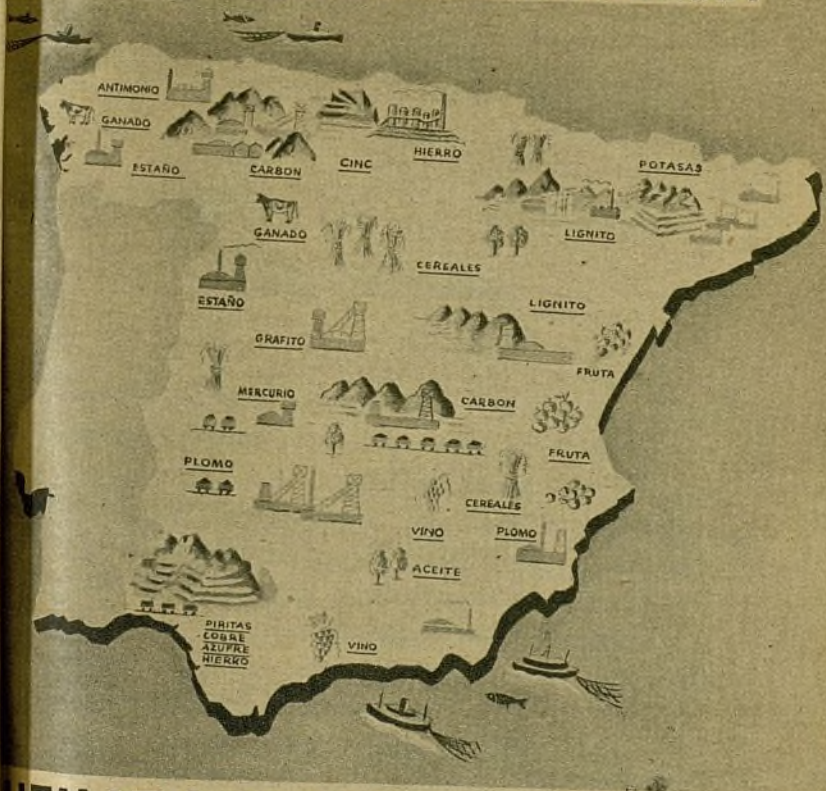 ANTIMONIO
GANADO
ESTAÑO
CARBON
CINC
HIERRO
POTASAS
GANADO
CEREALES
LIGNITO
ESTAÑO
LIGNITO
GRAFITO
FRUTA
MERCURIO
CARBON
PLOMO
FRUTA
CEREALES
VINO
PLOMO
ACEITE
PIRITAS
COBRE
AZUFRE
HIERRO
VINO